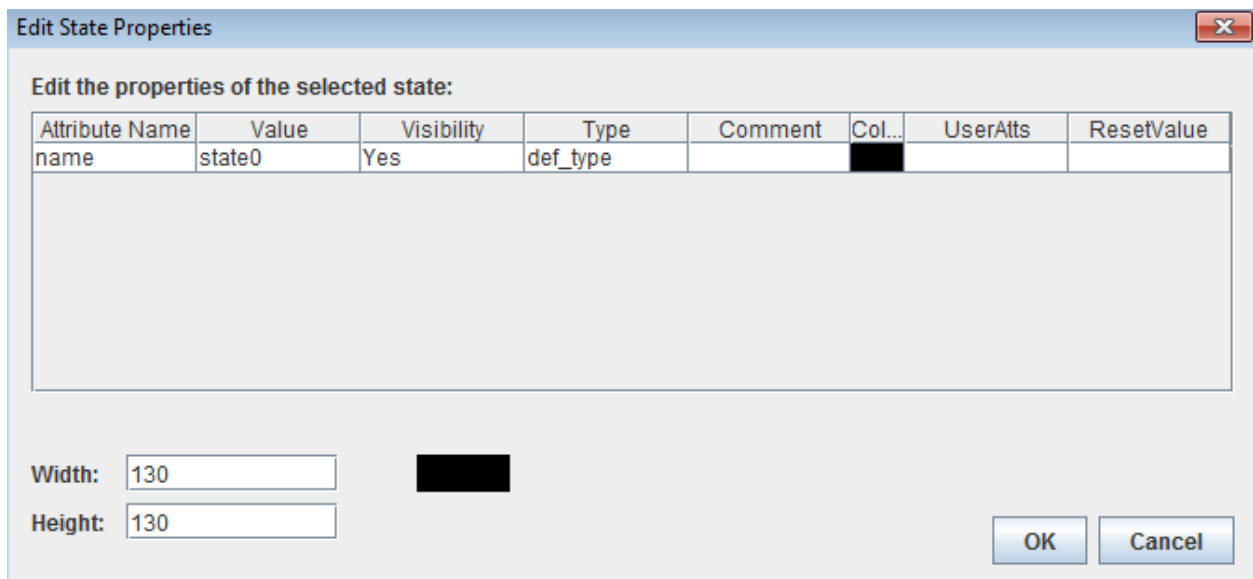 Edit State Properties
Edit the properties of the selected state:
Attribute Name Value Visibility Type Comment Col... UserAtts ResetValue
name state0 Yes def_type
Width: 130
Height: 130
OK Cancel